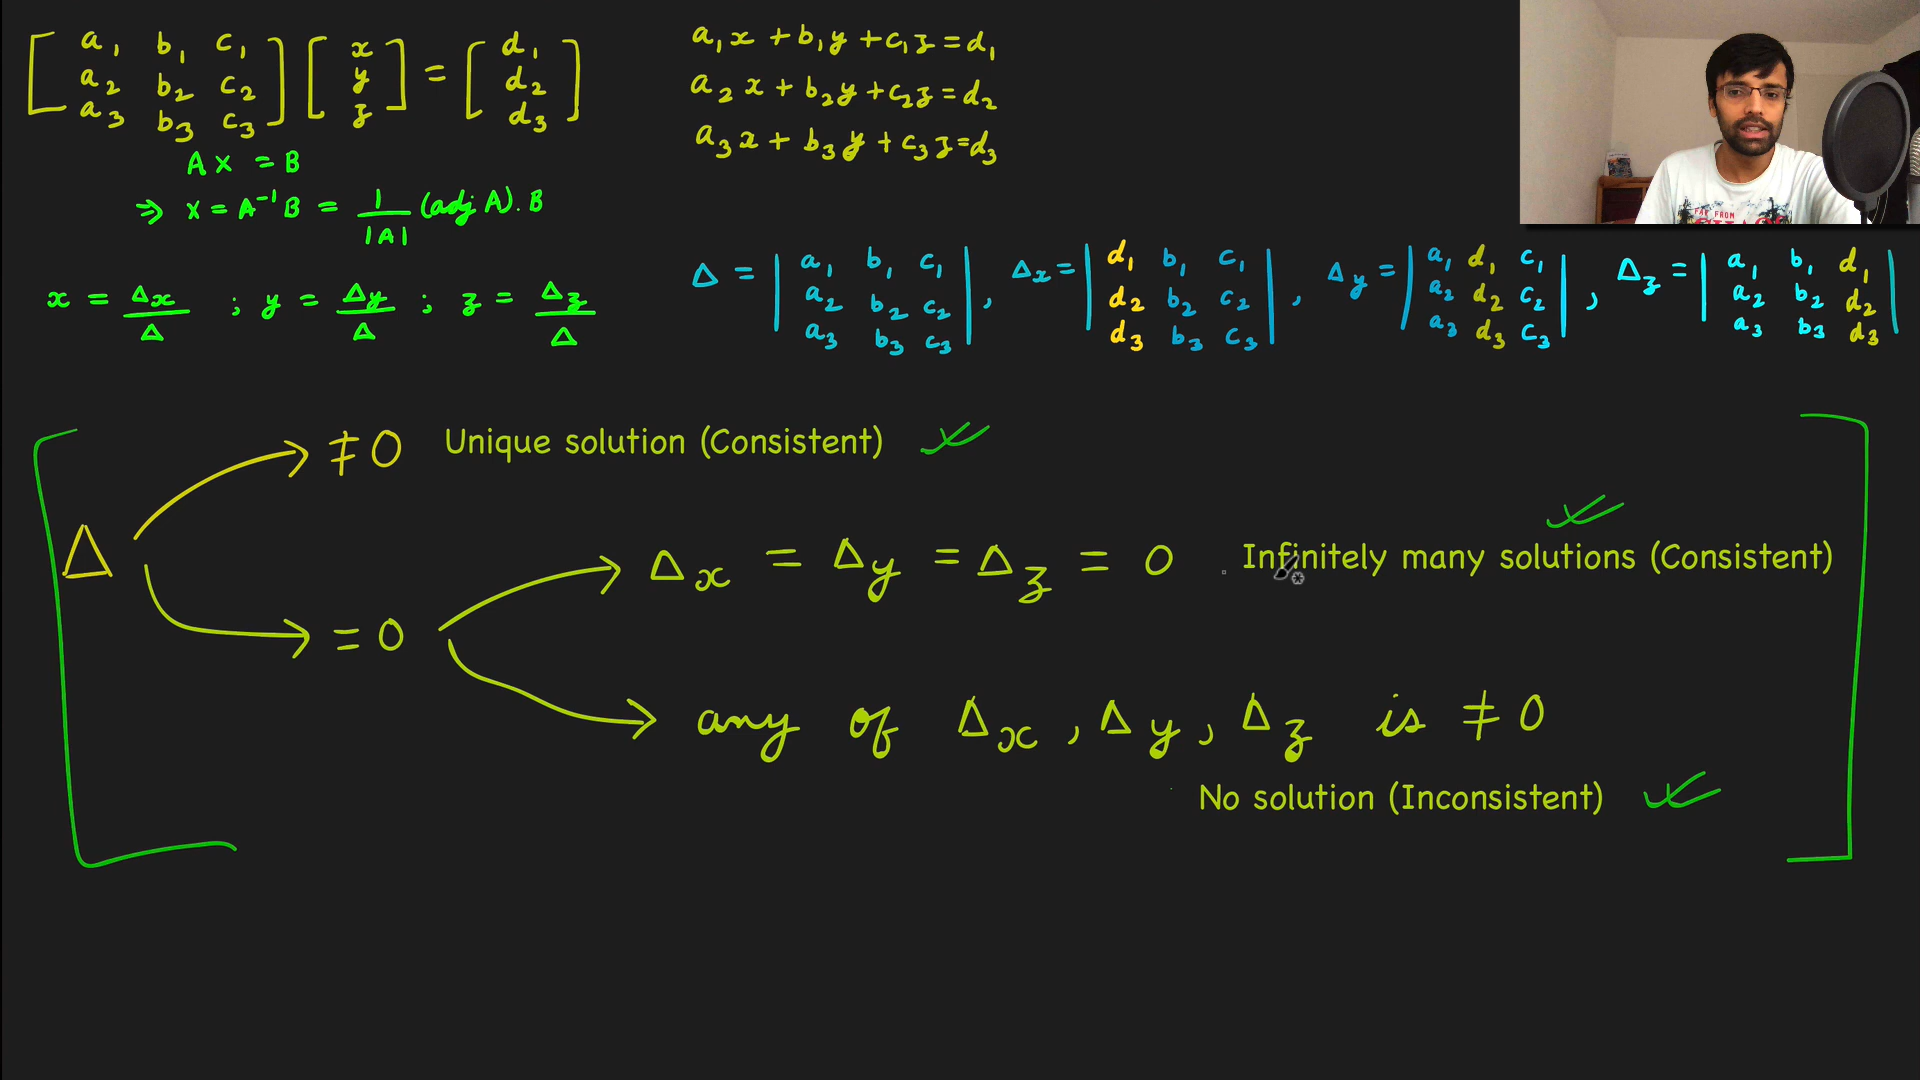 [a₁ b₁ c₁] [x] = [d₁]
[a₂ b₂ c₂] [y] [d₂]
[a₃ b₃ c₃] [z] [d₃]
AX = B
⇒ X = A⁻¹B = 1/|A| (adj A). B
a₁x + b₁y + c₁z = d₁
a₂x + b₂y + c₂z = d₂
a₃x + b₃y + c₃z = d₃
FAR FROM
x = Δx/Δ ; y = Δy/Δ ; z = Δz/Δ
Δ = |a₁ b₁ c₁| , Δx = |d₁ b₁ c₁| , Δy = |a₁ d₁ c₁| , Δz = |a₁ b₁ d₁|
|a₂ b₂ c₂| |d₂ b₂ c₂| |a₂ d₂ c₂| |a₂ b₂ d₂|
|a₃ b₃ c₃| |d₃ b₃ c₃| |a₃ d₃ c₃| |a₃ b₃ d₃|
≠ 0 Unique solution (Consistent)
Δ
Δx = Δy = Δz = 0 Infinitely many solutions (Consistent)
= 0
any of Δx , Δy , Δz is ≠ 0
No solution (Inconsistent)